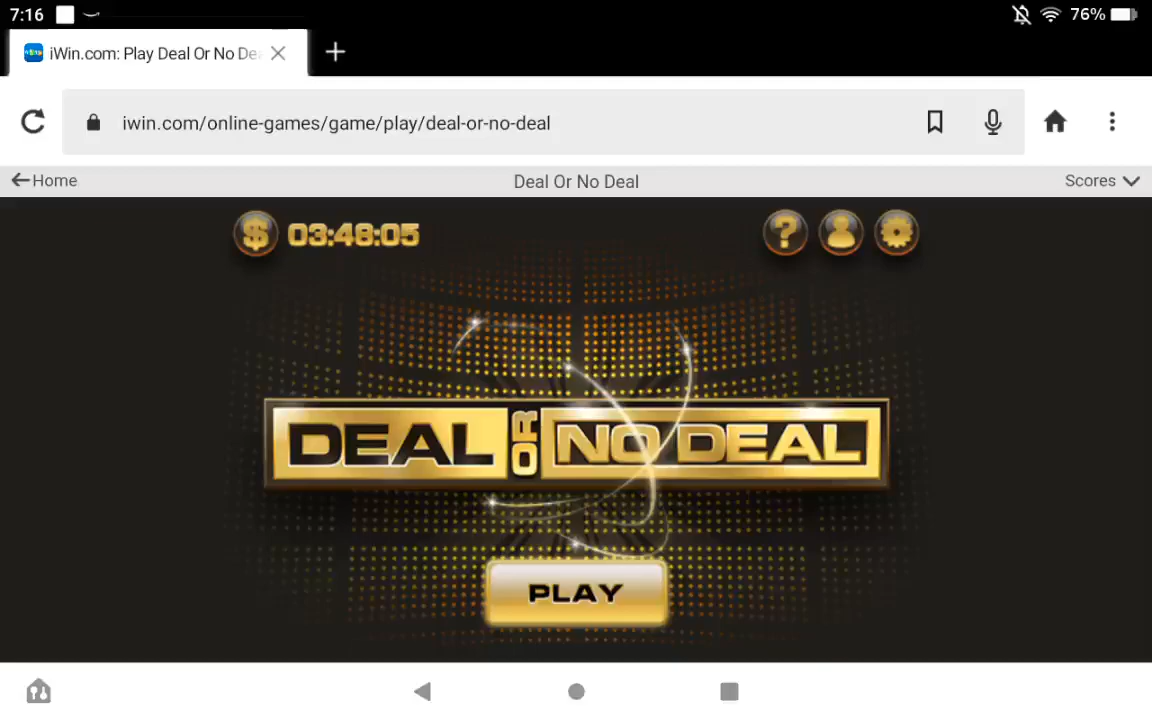 7:16
76%
iWin.com: Play Deal Or No De
iwin.com/online-games/game/play/deal-or-no-deal
Home
Deal Or No Deal
Scores
$ 03:48:05
?
DEAL OR NO DEAL
PLAY